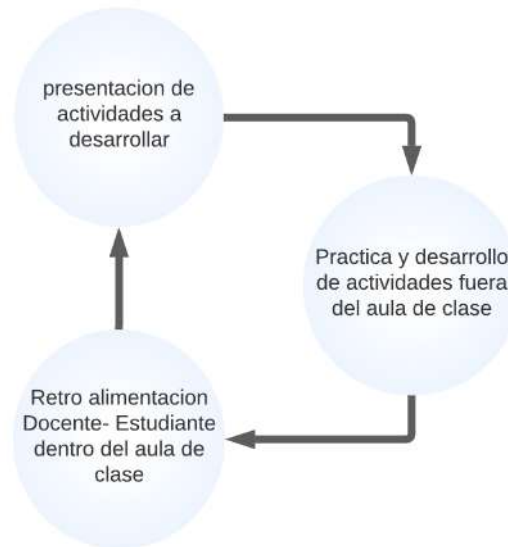 presentacion de
actividades a
desarrollar
Practica y desarrollo
de actividades fuera
del aula de clase
Retro alimentacion
Docente- Estudiante
dentro del aula de
clase